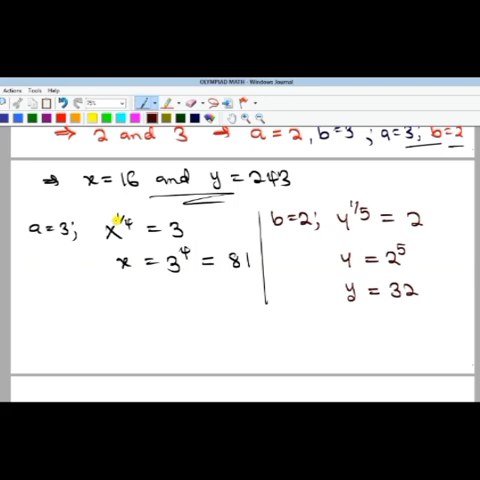 OLYMPIAD MATH - Windows Journal
Actions Tools Help
75%
⇒ 2 and 3 ⇒ a=2, b=3 ; a=3; b=2
⇒ x=16 and y=243
a=3; x^1/4 = 3
x = 3^4 = 81
b=2; y^1/5 = 2
y = 2^5
y = 32